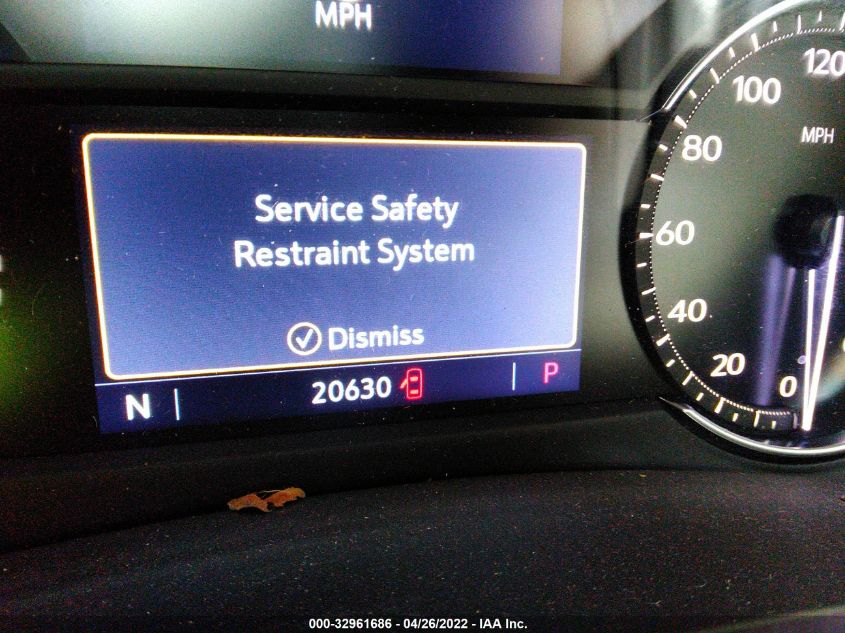 MPH
Service Safety
Restraint System
Dismiss
N 20630 P
120
100
MPH
80
60
40
20
0
000-32961686 - 04/26/2022 - IAA Inc.